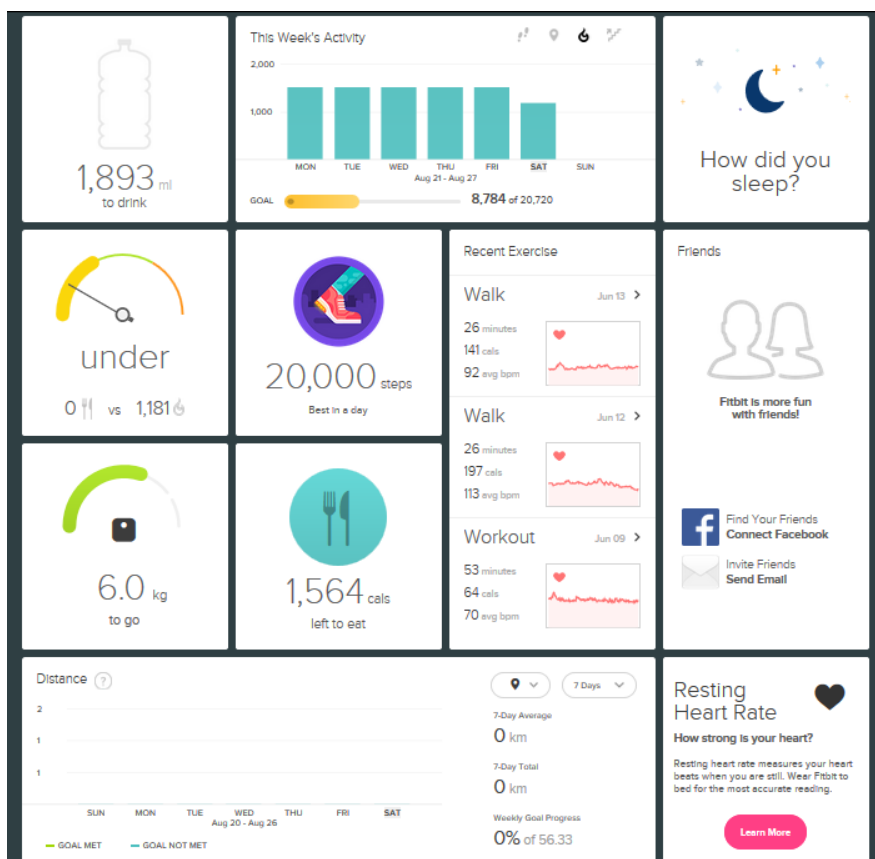 1,893 ml
to drink
This Week's Activity
2,000
1,000
MON TUE WED THU FRI SAT SUN
Aug 21 - Aug 27
GOAL 8,784 of 20,720
How did you
sleep?
under
0 vs 1,181
20,000 steps
Best in a day
Recent Exercise
Walk Jun 13 >
26 minutes
141 cals
92 avg bpm
Walk Jun 12 >
26 minutes
197 cals
113 avg bpm
Workout Jun 09 >
53 minutes
64 cals
70 avg bpm
Friends
Fitbit is more fun
with friends!
f
Find Your Friends
Connect Facebook
Invite Friends
Send Email
6.0 kg
to go
1,564 cals
left to eat
Distance ?
2
1
1
SUN MON TUE WED THU FRI SAT
Aug 20 - Aug 26
GOAL MET GOAL NOT MET
7 Days
7-Day Average
0 km
7-Day Total
0 km
Weekly Goal Progress
0% of 56.33
Resting
Heart Rate
How strong is your heart?
Resting heart rate measures your heart
beats when you are still. Wear Fitbit to
bed for the most accurate reading.
Learn More